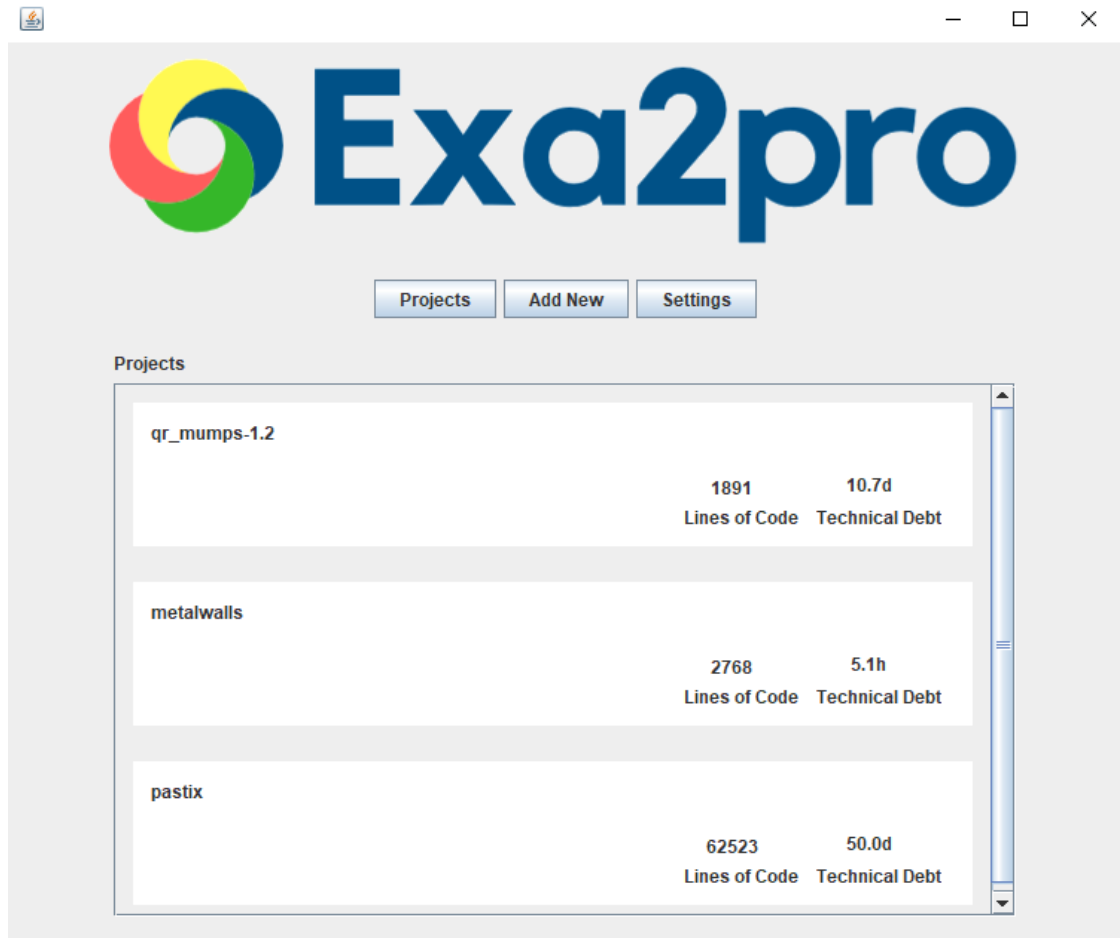 Exa2pro
Projects Add New Settings
Projects
qr_mumps-1.2
1891 10.7d
Lines of Code Technical Debt
metalwalls
2768 5.1h
Lines of Code Technical Debt
pastix
62523 50.0d
Lines of Code Technical Debt